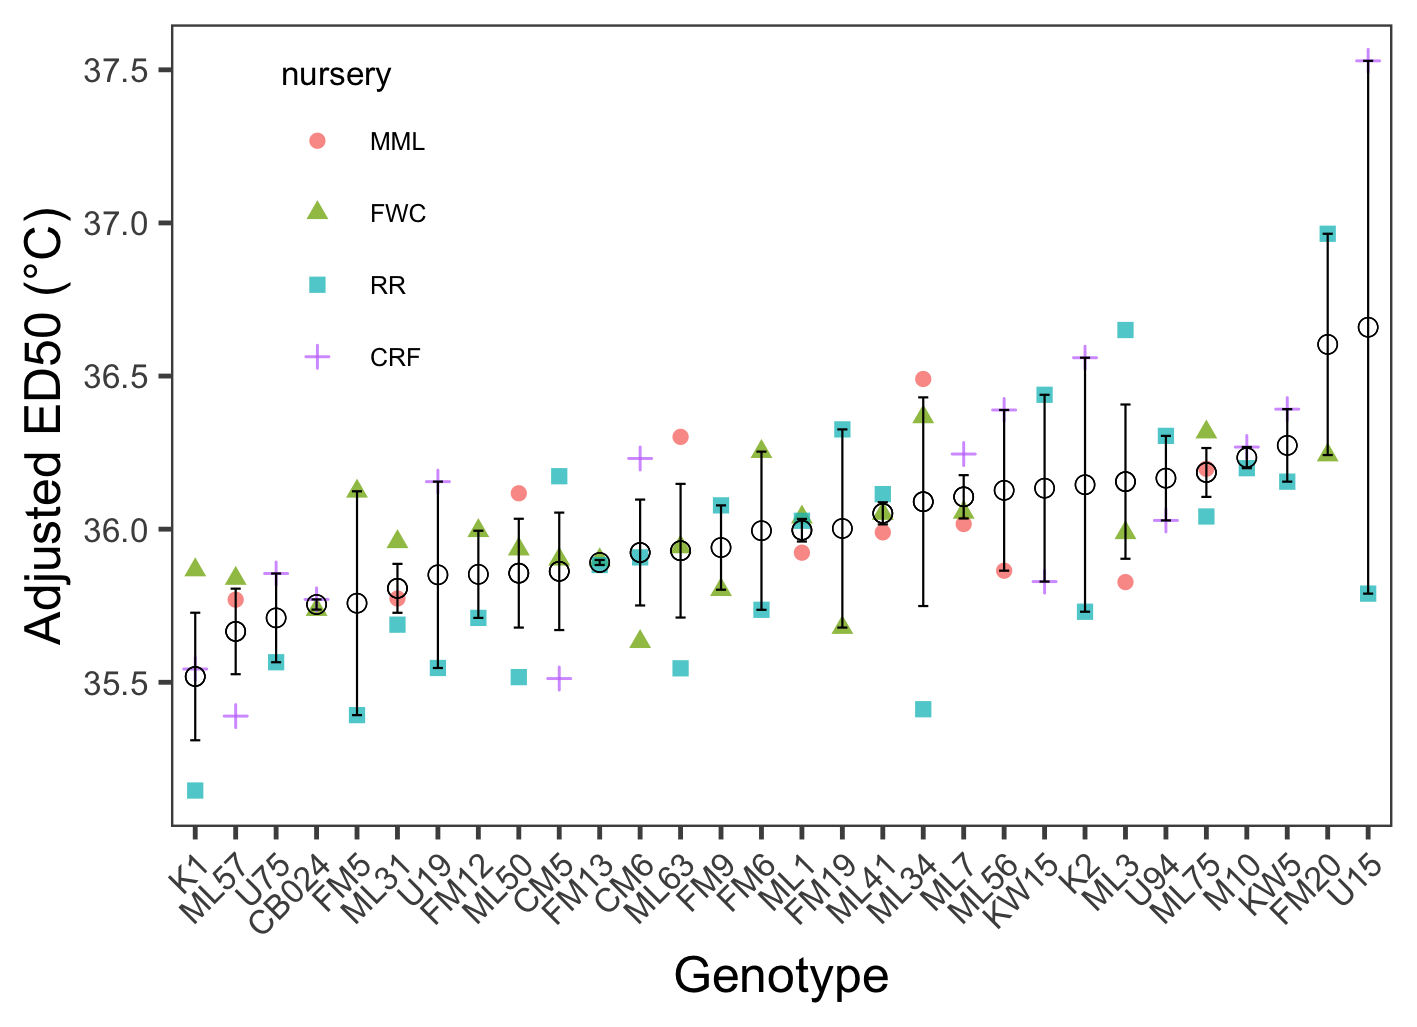 nursery
MML
FWC
RR
CRF
37.5
37.0
36.5
36.0
35.5
Adjusted ED50 (°C)
K1
ML57
U75
CB024
FM5
ML31
U19
FM12
ML50
CM5
FM13
CM6
ML63
FM9
FM6
ML1
FM19
ML41
ML34
ML7
ML56
KW15
K2
ML3
U94
ML75
M10
KW5
FM20
U15
Genotype